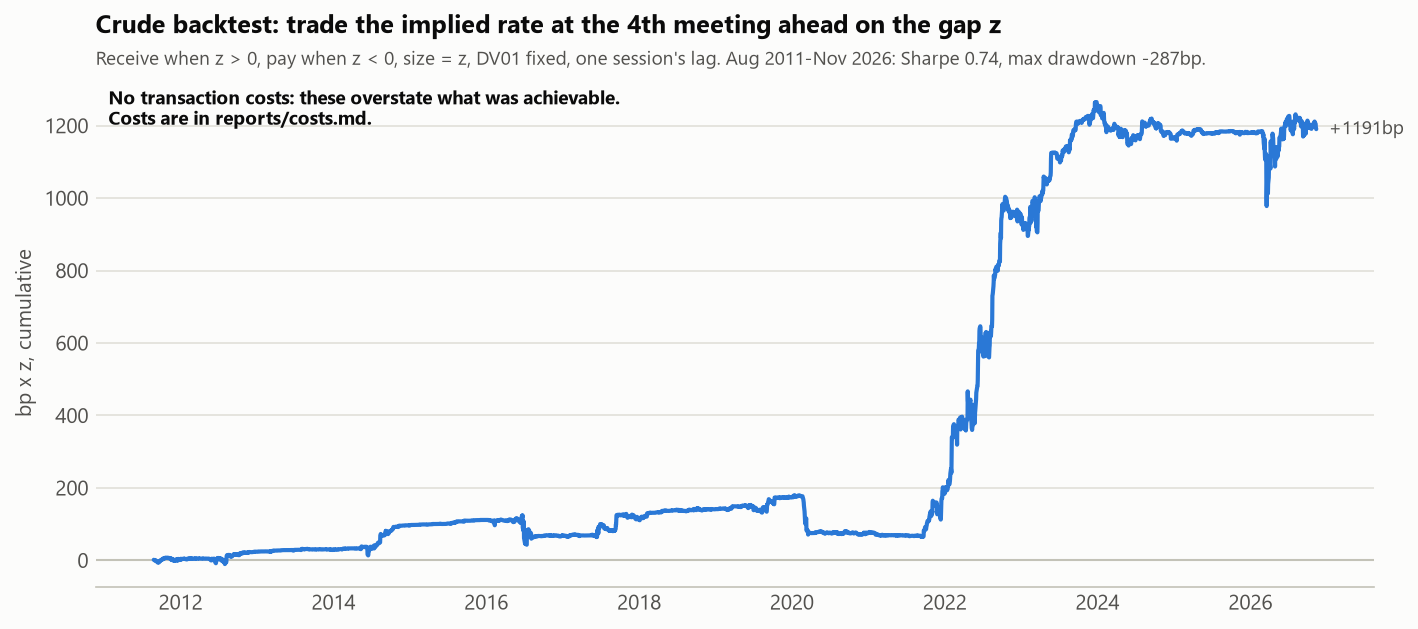 Crude backtest: trade the implied rate at the 4th meeting ahead on the gap z
Receive when z > 0, pay when z < 0, size = z, DV01 fixed, one session's lag. Aug 2011-Nov 2026: Sharpe 0.74, max drawdown -287bp.
No transaction costs: these overstate what was achievable.
Costs are in reports/costs.md.
1200
1000
800
600
400
200
0
bp x z, cumulative
+1191bp
2012
2014
2016
2018
2020
2022
2024
2026